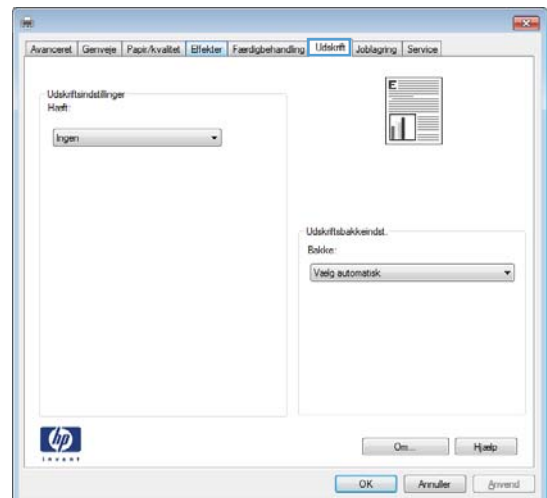 Avanceret Genveje Papir/kvalitet Effekter Færdigbehandling Udskrift Joblagring Service
Udskriftsindstillinger
Hæft:
Ingen
E
Udskriftsbakkeindst.
Bakke:
Vælg automatisk
hp
invent
Om... Hjælp
OK Annuller Anvend